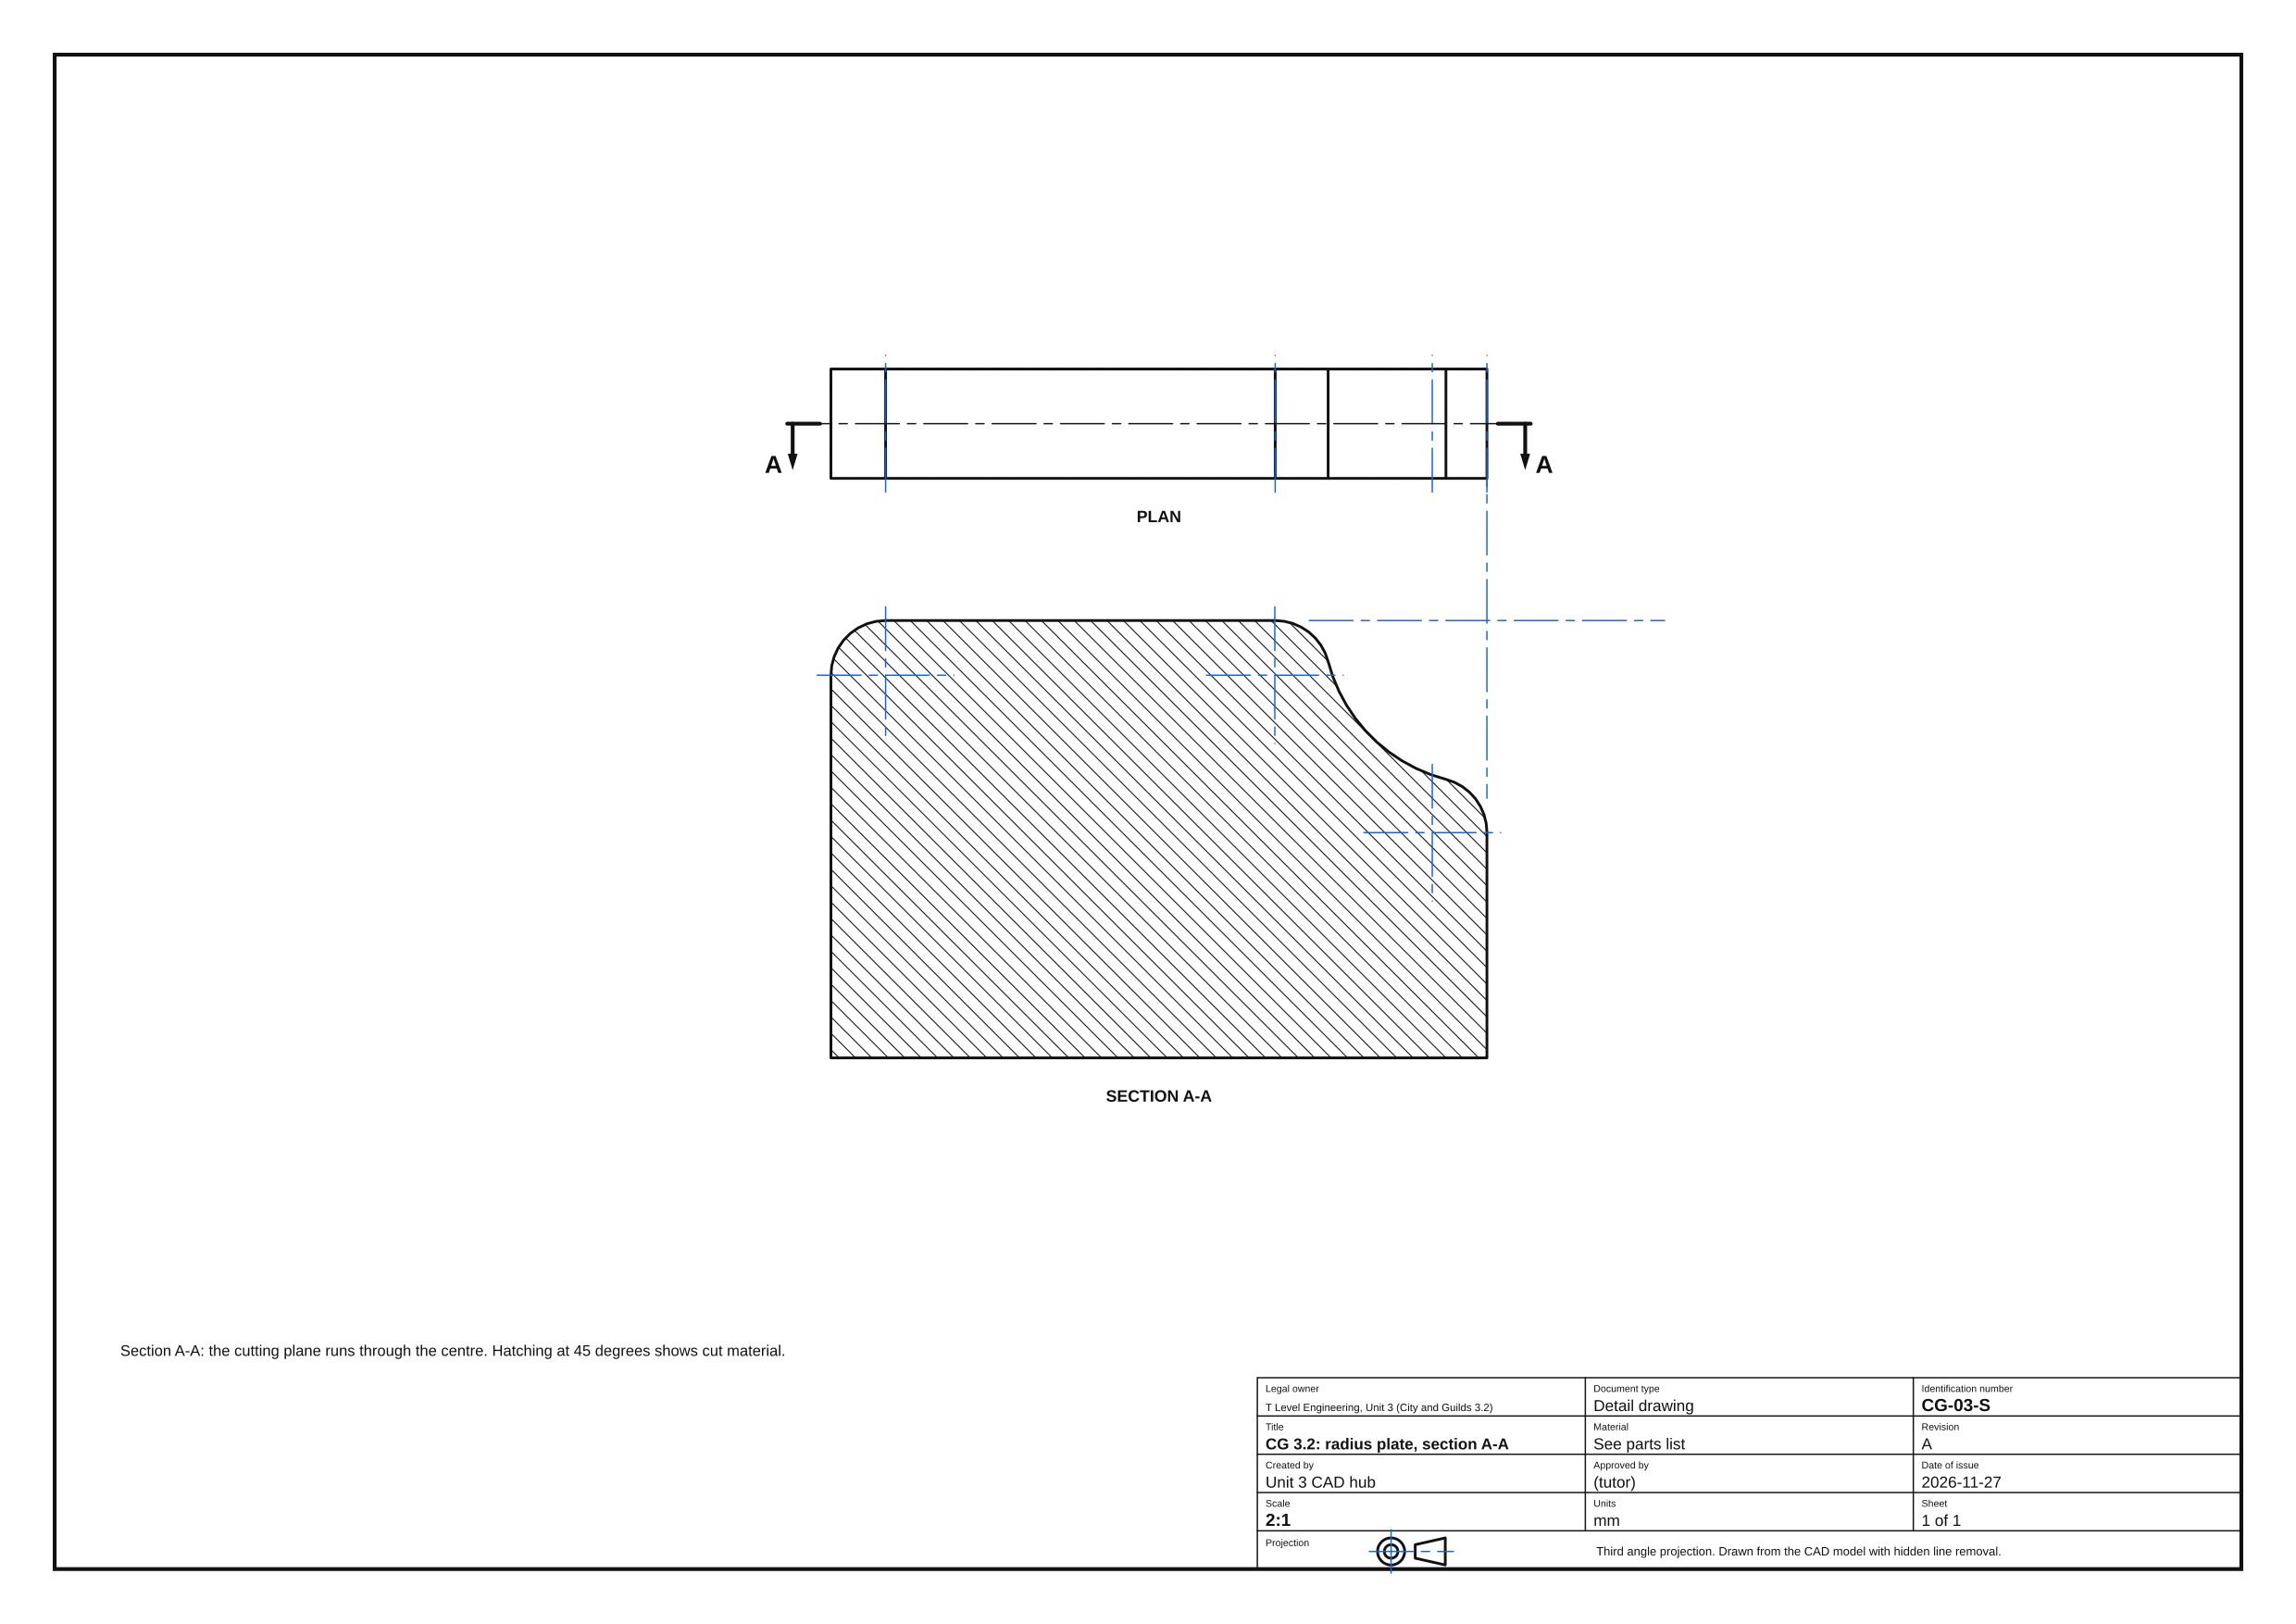 A
A
PLAN
SECTION A-A
Section A-A: the cutting plane runs through the centre. Hatching at 45 degrees shows cut material.
Legal owner
T Level Engineering, Unit 3 (City and Guilds 3.2)
Document type
Detail drawing
Identification number
CG-03-S
Title
CG 3.2: radius plate, section A-A
Material
See parts list
Revision
A
Created by
Unit 3 CAD hub
Approved by
(tutor)
Date of issue
2026-11-27
Scale
2:1
Units
mm
Sheet
1 of 1
Projection
Third angle projection. Drawn from the CAD model with hidden line removal.